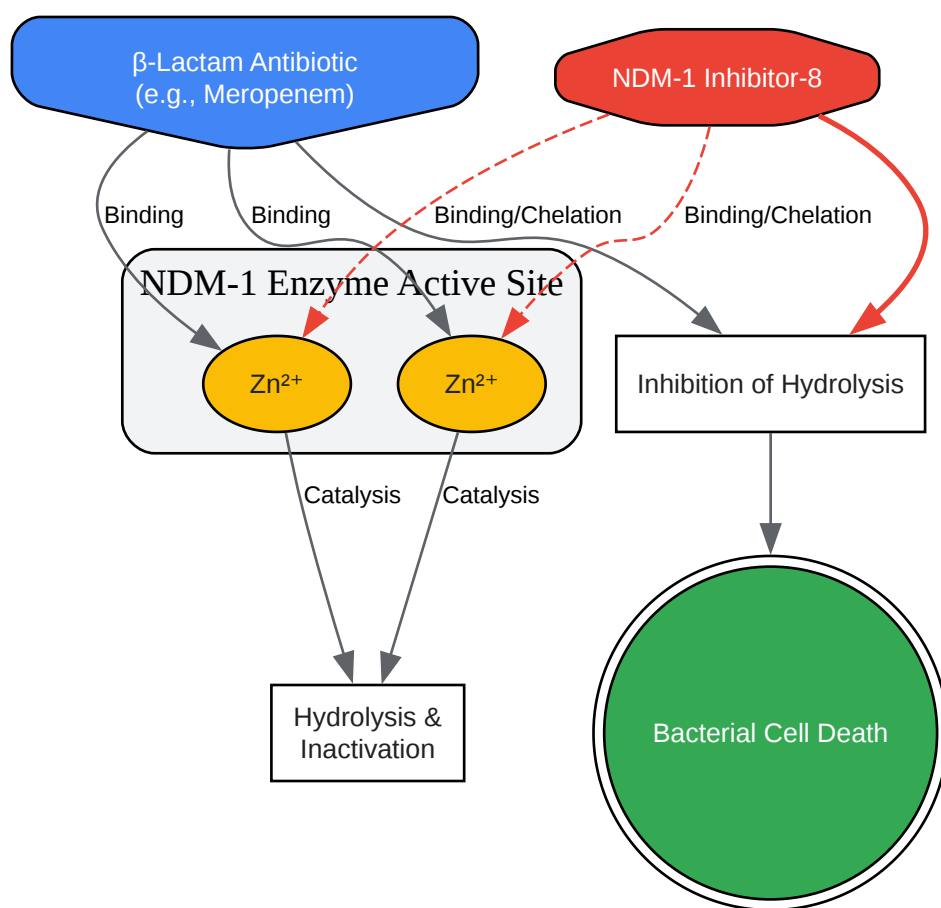 β-Lactam Antibiotic
(e.g., Meropenem)
NDM-1 Inhibitor-8
Binding
Binding
Binding/Chelation
Binding/Chelation
NDM-1 Enzyme Active Site
Zn²⁺
Zn²⁺
Inhibition of Hydrolysis
Catalysis
Catalysis
Hydrolysis &
Inactivation
Bacterial Cell Death